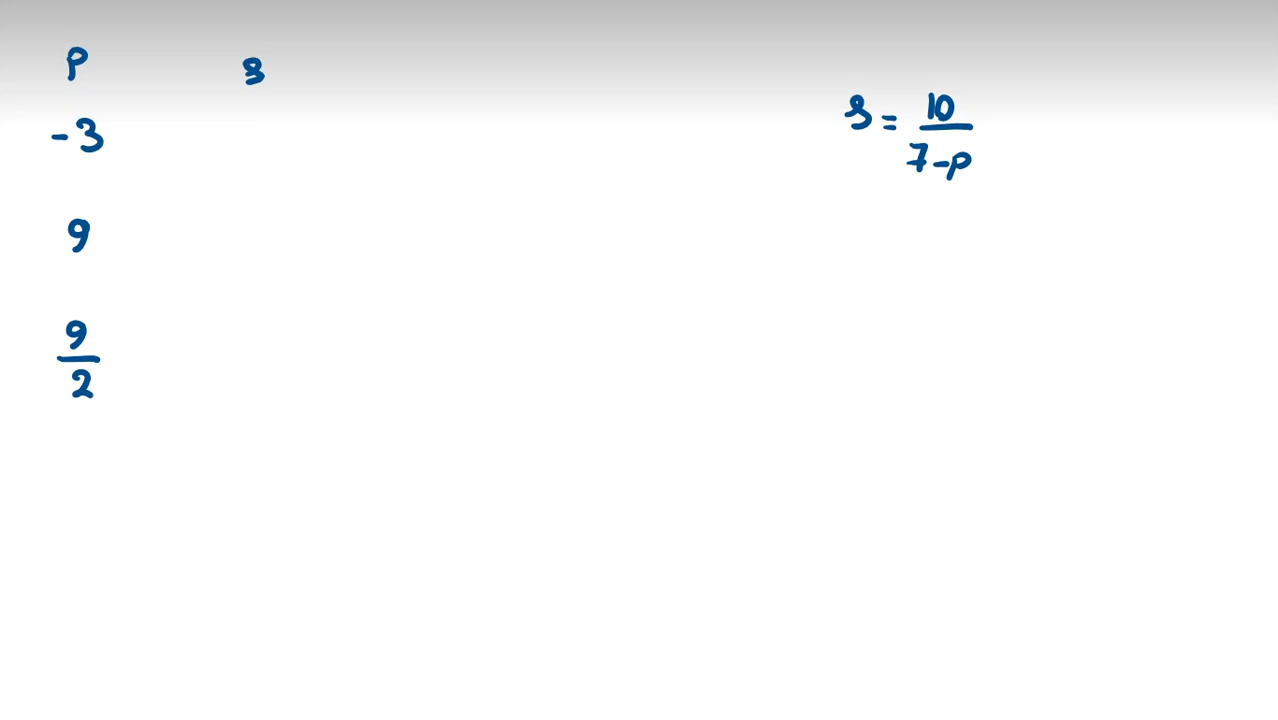 p s
-3
s = 10/(7-p)
9
9/2